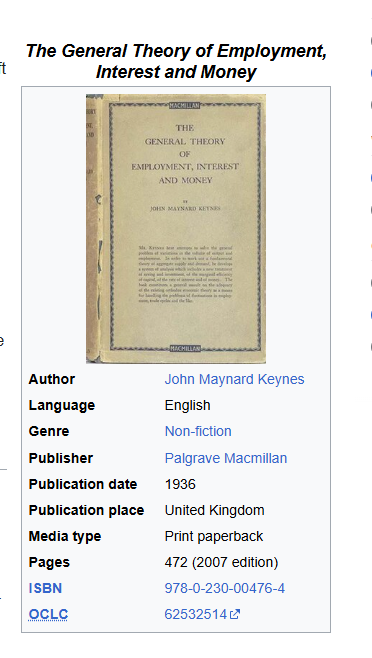 The General Theory of Employment,
Interest and Money
MACMILLAN
THE
GENERAL THEORY
OF
EMPLOYMENT, INTEREST
AND MONEY
BY
JOHN MAYNARD KEYNES
MACMILLAN
Author John Maynard Keynes
Language English
Genre Non-fiction
Publisher Palgrave Macmillan
Publication date 1936
Publication place United Kingdom
Media type Print paperback
Pages 472 (2007 edition)
ISBN 978-0-230-00476-4
OCLC 62532514